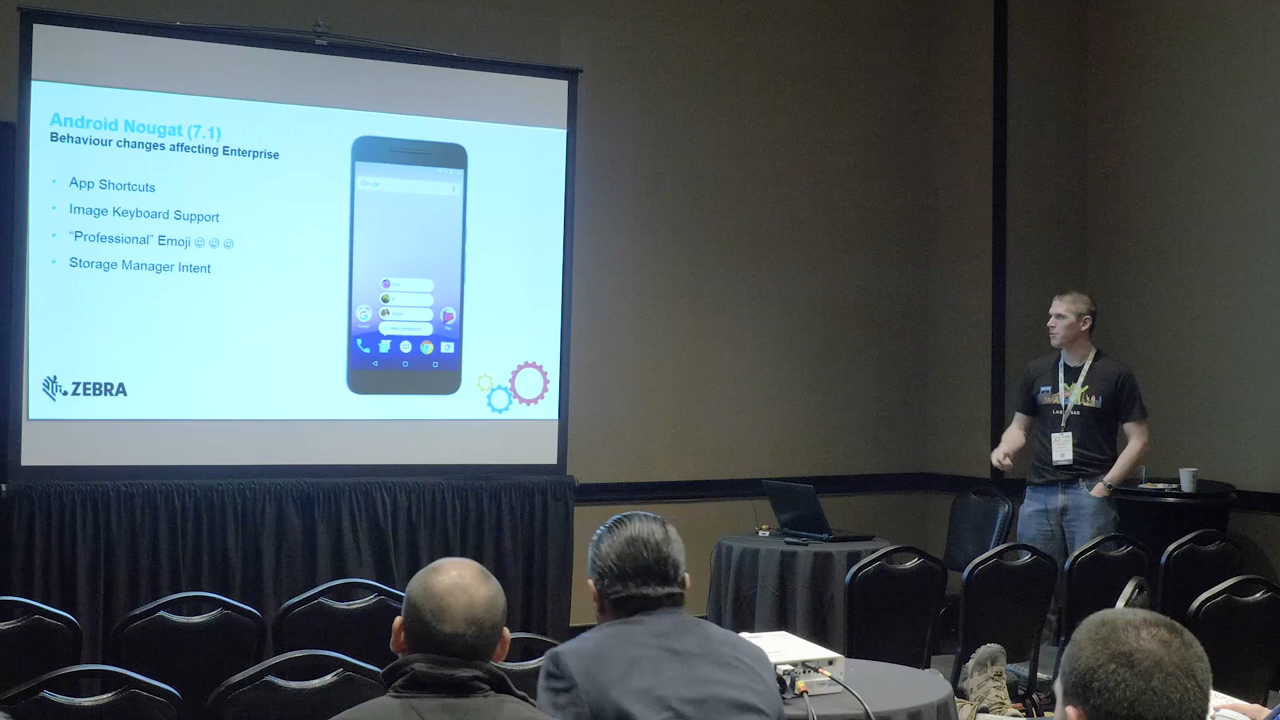 Android Nougat (7.1)
Behaviour changes affecting Enterprise
• App Shortcuts
• Image Keyboard Support
• “Professional” Emoji ☺ ☺ ☺
• Storage Manager Intent
ZEBRA
Google